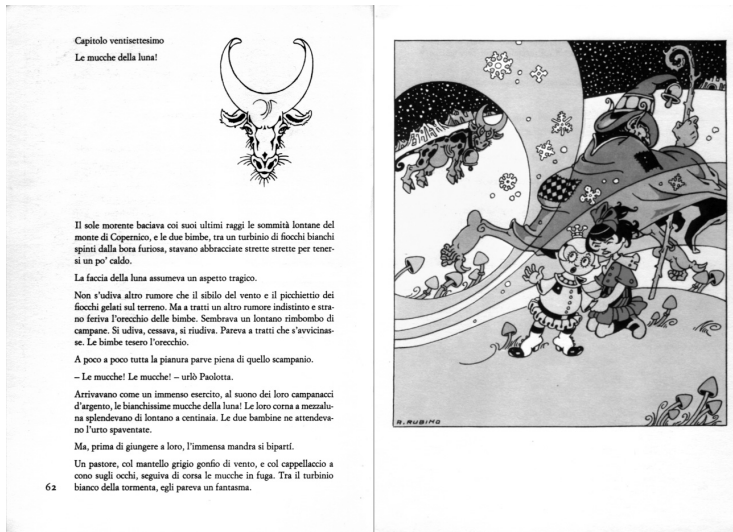 Capitolo ventisettesimo
Le mucche della luna!
Il sole morente baciava coi suoi ultimi raggi le sommità lontane del
monte di Copernico, e le due bimbe, tra un turbinio di fiocchi bianchi
spinti dalla bora furiosa, stavano abbracciate strette strette per tener-
si un po' caldo.
La faccia della luna assumeva un aspetto tragico.
Non s'udiva altro rumore che il sibilo del vento e il picchiettio dei
fiocchi gelati sul terreno. Ma a tratti un altro rumore indistinto e stra-
no feriva l'orecchio delle bimbe. Sembrava un lontano rimbombo di
campane. Si udiva, cessava, si riudiva. Pareva a tratti che s'avvicinas-
se. Le bimbe tesero l'orecchio.
A poco a poco tutta la pianura parve piena di quello scampanio.
– Le mucche! Le mucche! – urlò Paolotta.
Arrivavano come un immenso esercito, al suono dei loro campanacci
d'argento, le bianchissime mucche della luna! Le loro corna a mezzalu-
na splendevano di lontano a centinaia. Le due bambine ne attendeva-
no l'urto spaventate.
Ma, prima di giungere a loro, l'immensa mandra si bipartí.
Un pastore, col mantello grigio gonfio di vento, e col cappellaccio a
cono sugli occhi, seguiva di corsa le mucche in fuga. Tra il turbinio
bianco della tormenta, egli pareva un fantasma.
62
A. RUBINO